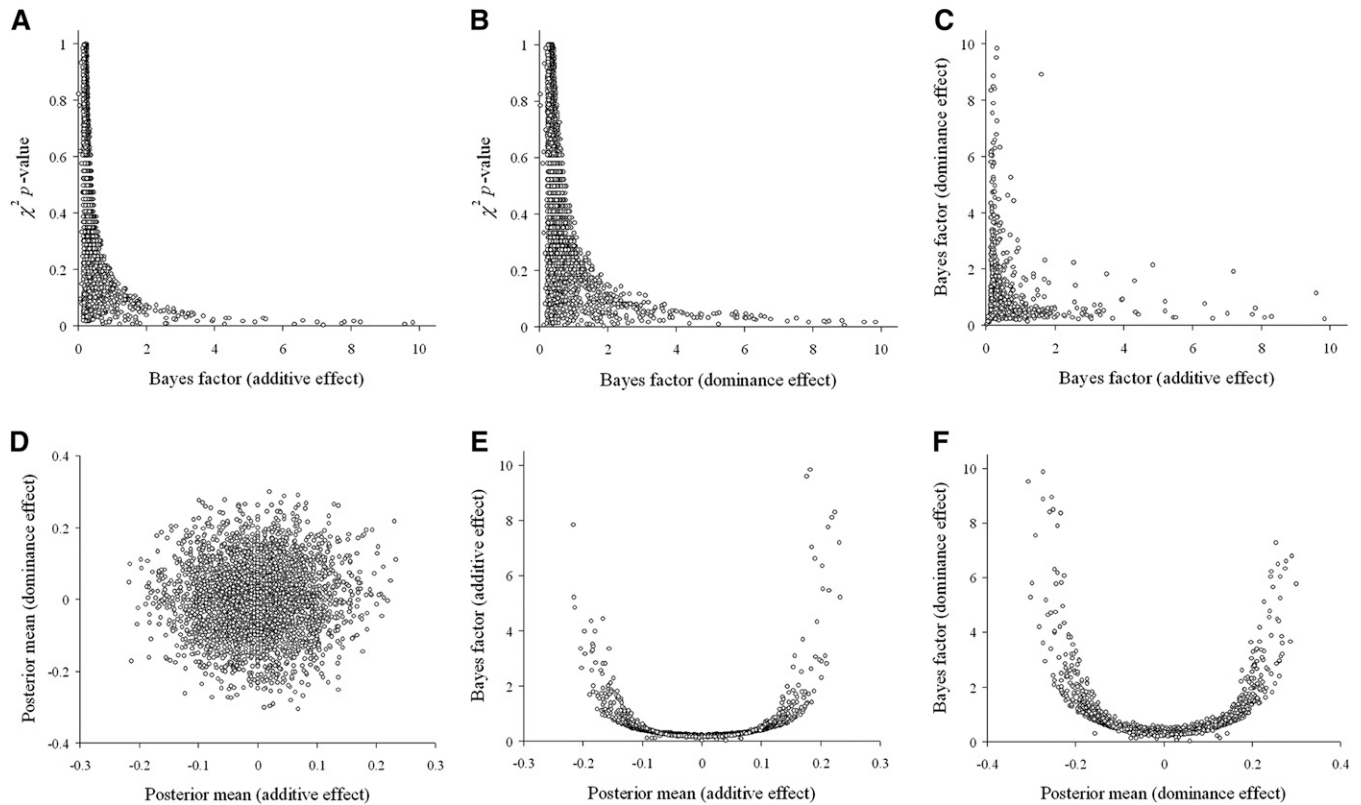 A
χ² p-value
1
0.8
0.6
0.4
0.2
0
0 2 4 6 8 10
Bayes factor (additive effect)
B
χ² p-value
1
0.8
0.6
0.4
0.2
0
0 2 4 6 8 10
Bayes factor (dominance effect)
C
Bayes factor (dominance effect)
10
8
6
4
2
0
0 2 4 6 8 10
Bayes factor (additive effect)
D
Posterior mean (dominance effect)
0.4
0.2
0
-0.2
-0.4
-0.3 -0.2 -0.1 0 0.1 0.2 0.3
Posterior mean (additive effect)
E
Bayes factor (additive effect)
10
8
6
4
2
0
-0.3 -0.2 -0.1 0 0.1 0.2 0.3
Posterior mean (additive effect)
F
Bayes factor (dominance effect)
10
8
6
4
2
0
-0.4 -0.2 0 0.2 0.4
Posterior mean (dominance effect)